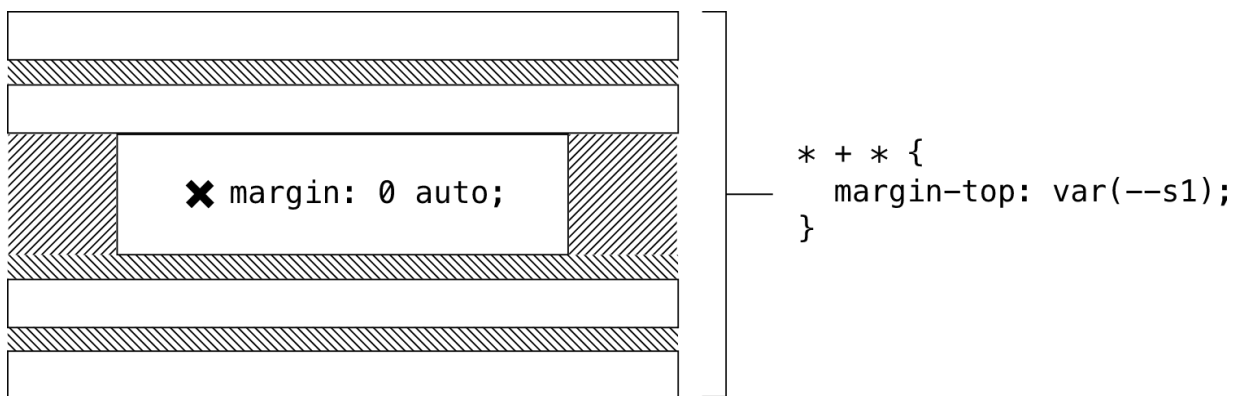 ✖ margin: 0 auto;
* + * {
  margin-top: var(--s1);
}